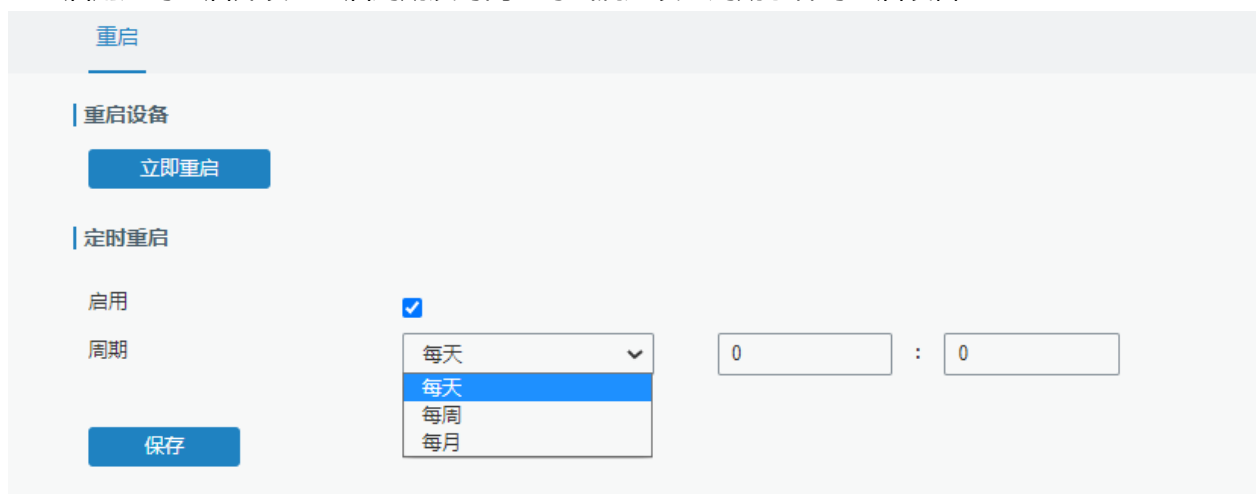 重启
重启设备
立即重启
定时重启
启用
周期 每天 0 : 0
每天
每周
每月
保存